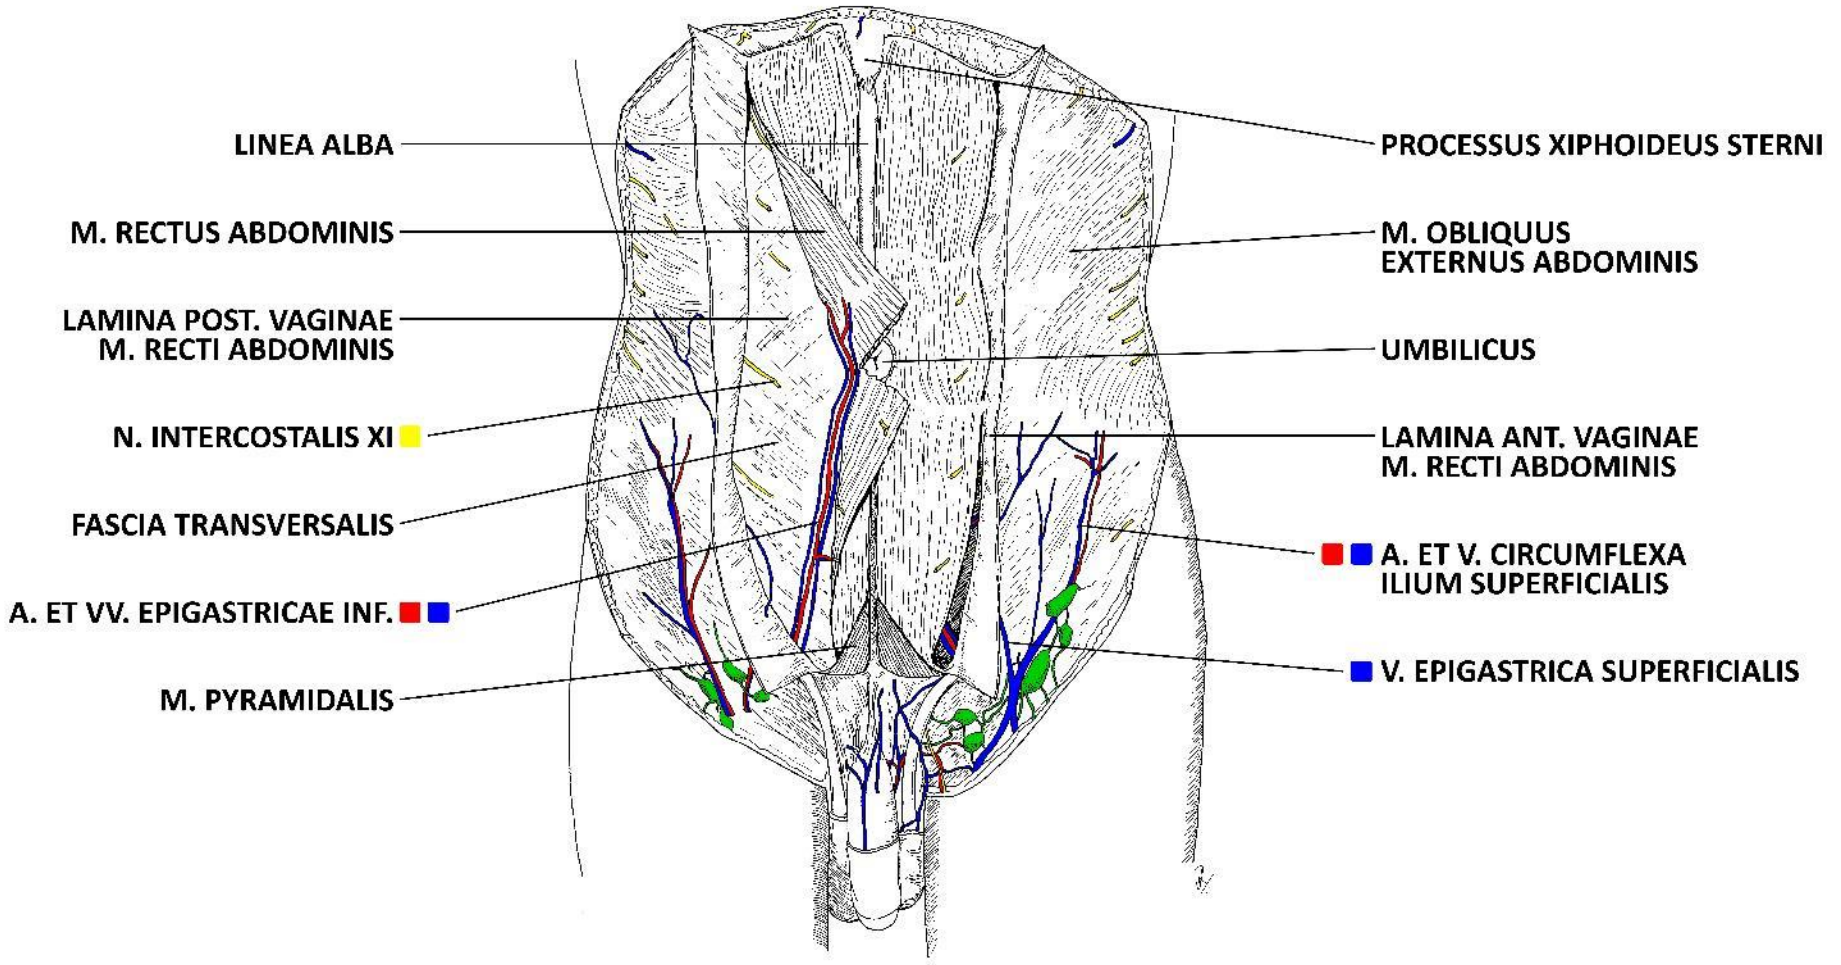 LINEA ALBA
M. RECTUS ABDOMINIS
LAMINA POST. VAGINAE
M. RECTI ABDOMINIS
N. INTERCOSTALIS XI
FASCIA TRANSVERSALIS
A. ET VV. EPIGASTRICAE INF.
M. PYRAMIDALIS
PROCESSUS XIPHOIDEUS STERNI
M. OBLIQUUS
EXTERNUS ABDOMINIS
UMBILICUS
LAMINA ANT. VAGINAE
M. RECTI ABDOMINIS
A. ET V. CIRCUMFLEXA
ILIUM SUPERFICIALIS
V. EPIGASTRICA SUPERFICIALIS